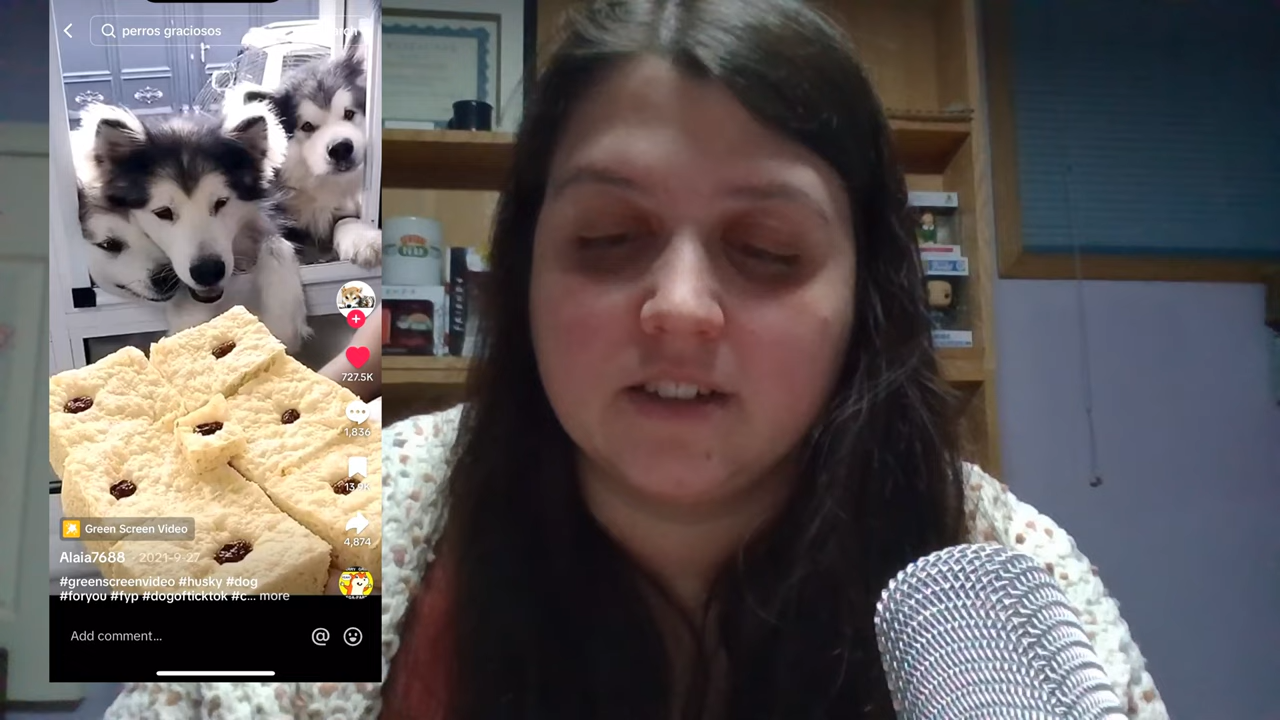 perros graciosos
727.5K
1,836
4,874
Green Screen Video
Alaia7688 · 2021-9-27
#greenscreenvideo #husky #dog
#foryou #fyp #dogofticktok #c... more
Add comment...
FRIENDS